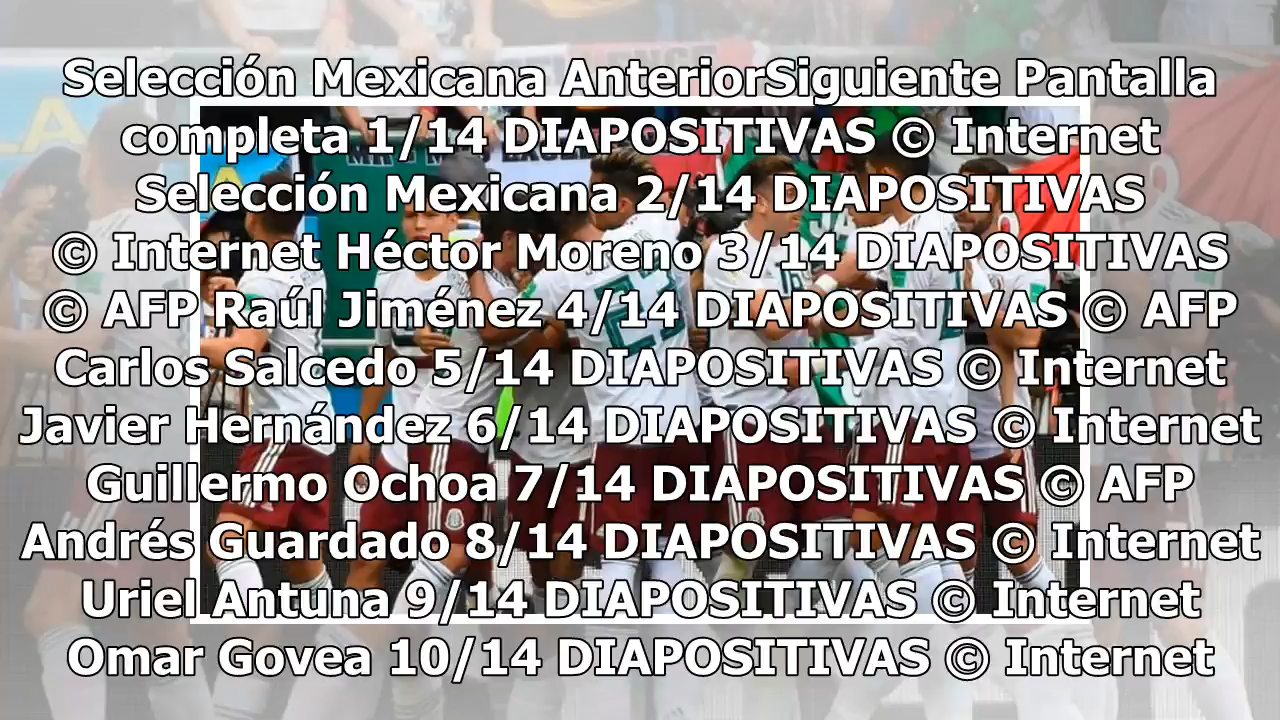 Selección Mexicana AnteriorSiguiente Pantalla
completa 1/14 DIAPOSITIVAS © Internet
Selección Mexicana 2/14 DIAPOSITIVAS
© Internet Héctor Moreno 3/14 DIAPOSITIVAS
© AFP Raúl Jiménez 4/14 DIAPOSITIVAS © AFP
Carlos Salcedo 5/14 DIAPOSITIVAS © Internet
Javier Hernández 6/14 DIAPOSITIVAS © Internet
Guillermo Ochoa 7/14 DIAPOSITIVAS © AFP
Andrés Guardado 8/14 DIAPOSITIVAS © Internet
Uriel Antuna 9/14 DIAPOSITIVAS © Internet
Omar Govea 10/14 DIAPOSITIVAS © Internet